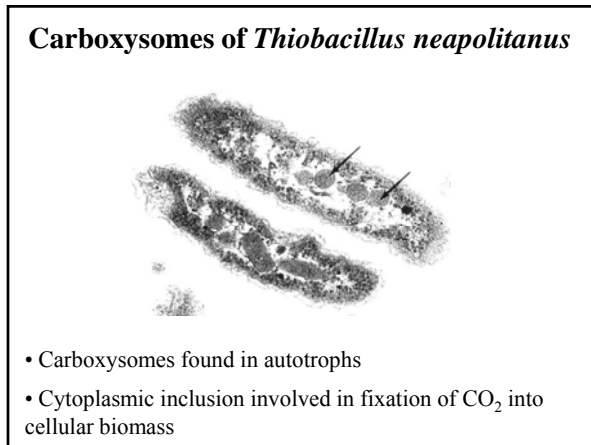 Carboxysomes of Thiobacillus neapolitanus
• Carboxysomes found in autotrophs
• Cytoplasmic inclusion involved in fixation of CO₂ into
cellular biomass